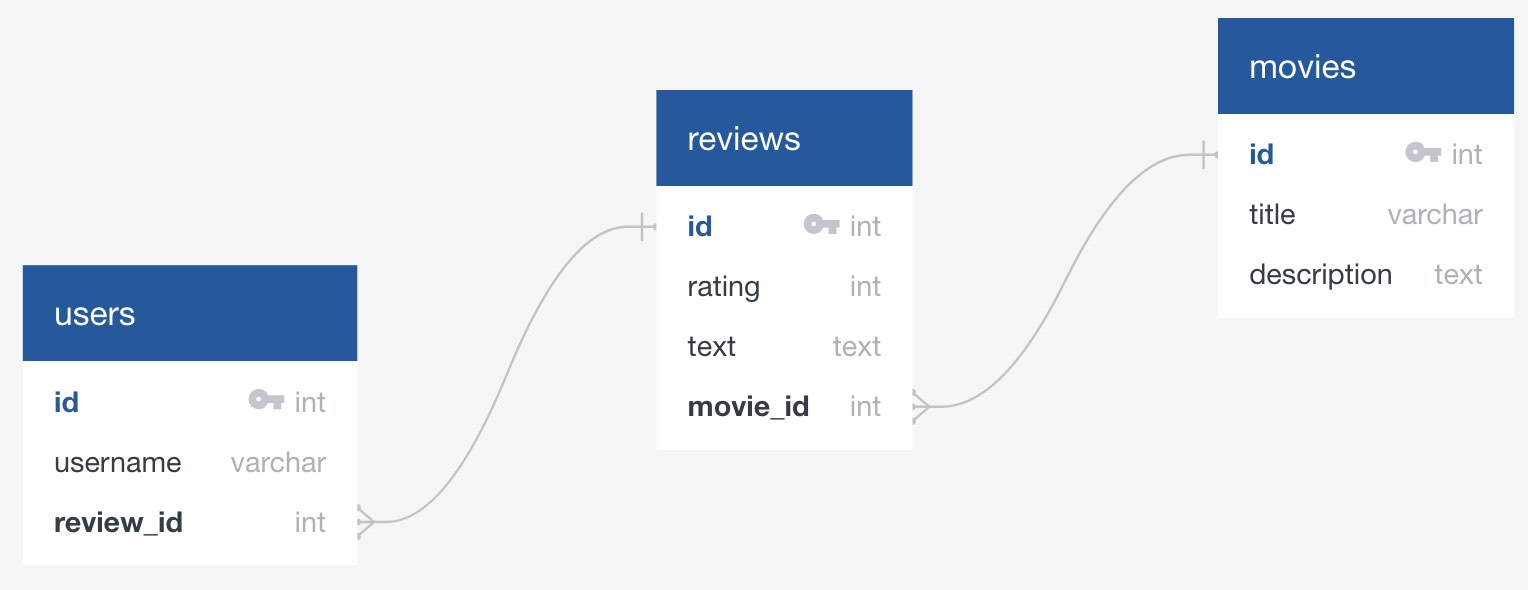 users
id int
username varchar
review_id int
reviews
id int
rating int
text text
movie_id int
movies
id int
title varchar
description text